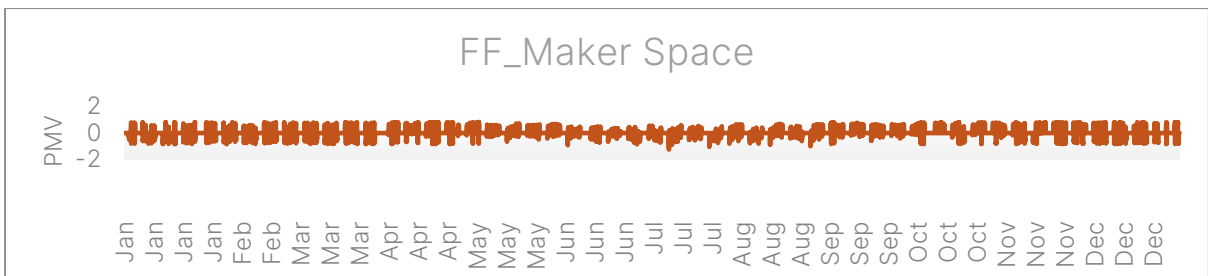 FF_Maker Space
PMV
2
0
-2
Jan
Jan
Jan
Jan
Feb
Feb
Mar
Mar
Mar
Apr
Apr
Apr
May
May
May
Jun
Jun
Jun
Jul
Jul
Jul
Aug
Aug
Aug
Sep
Sep
Sep
Oct
Oct
Oct
Nov
Nov
Nov
Dec
Dec
Dec